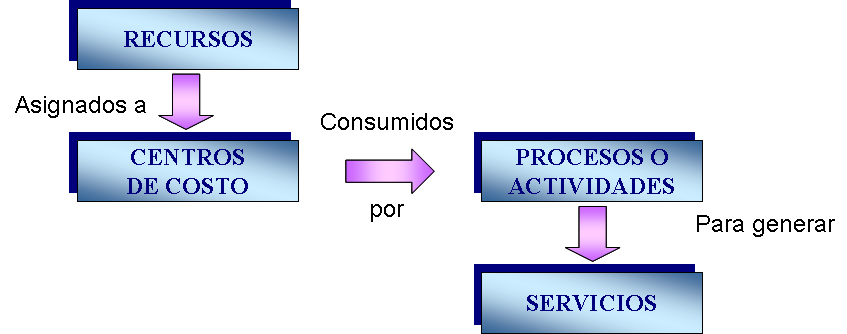 RECURSOS
Asignados a
CENTROS
DE COSTO
Consumidos
por
PROCESOS O
ACTIVIDADES
Para generar
SERVICIOS